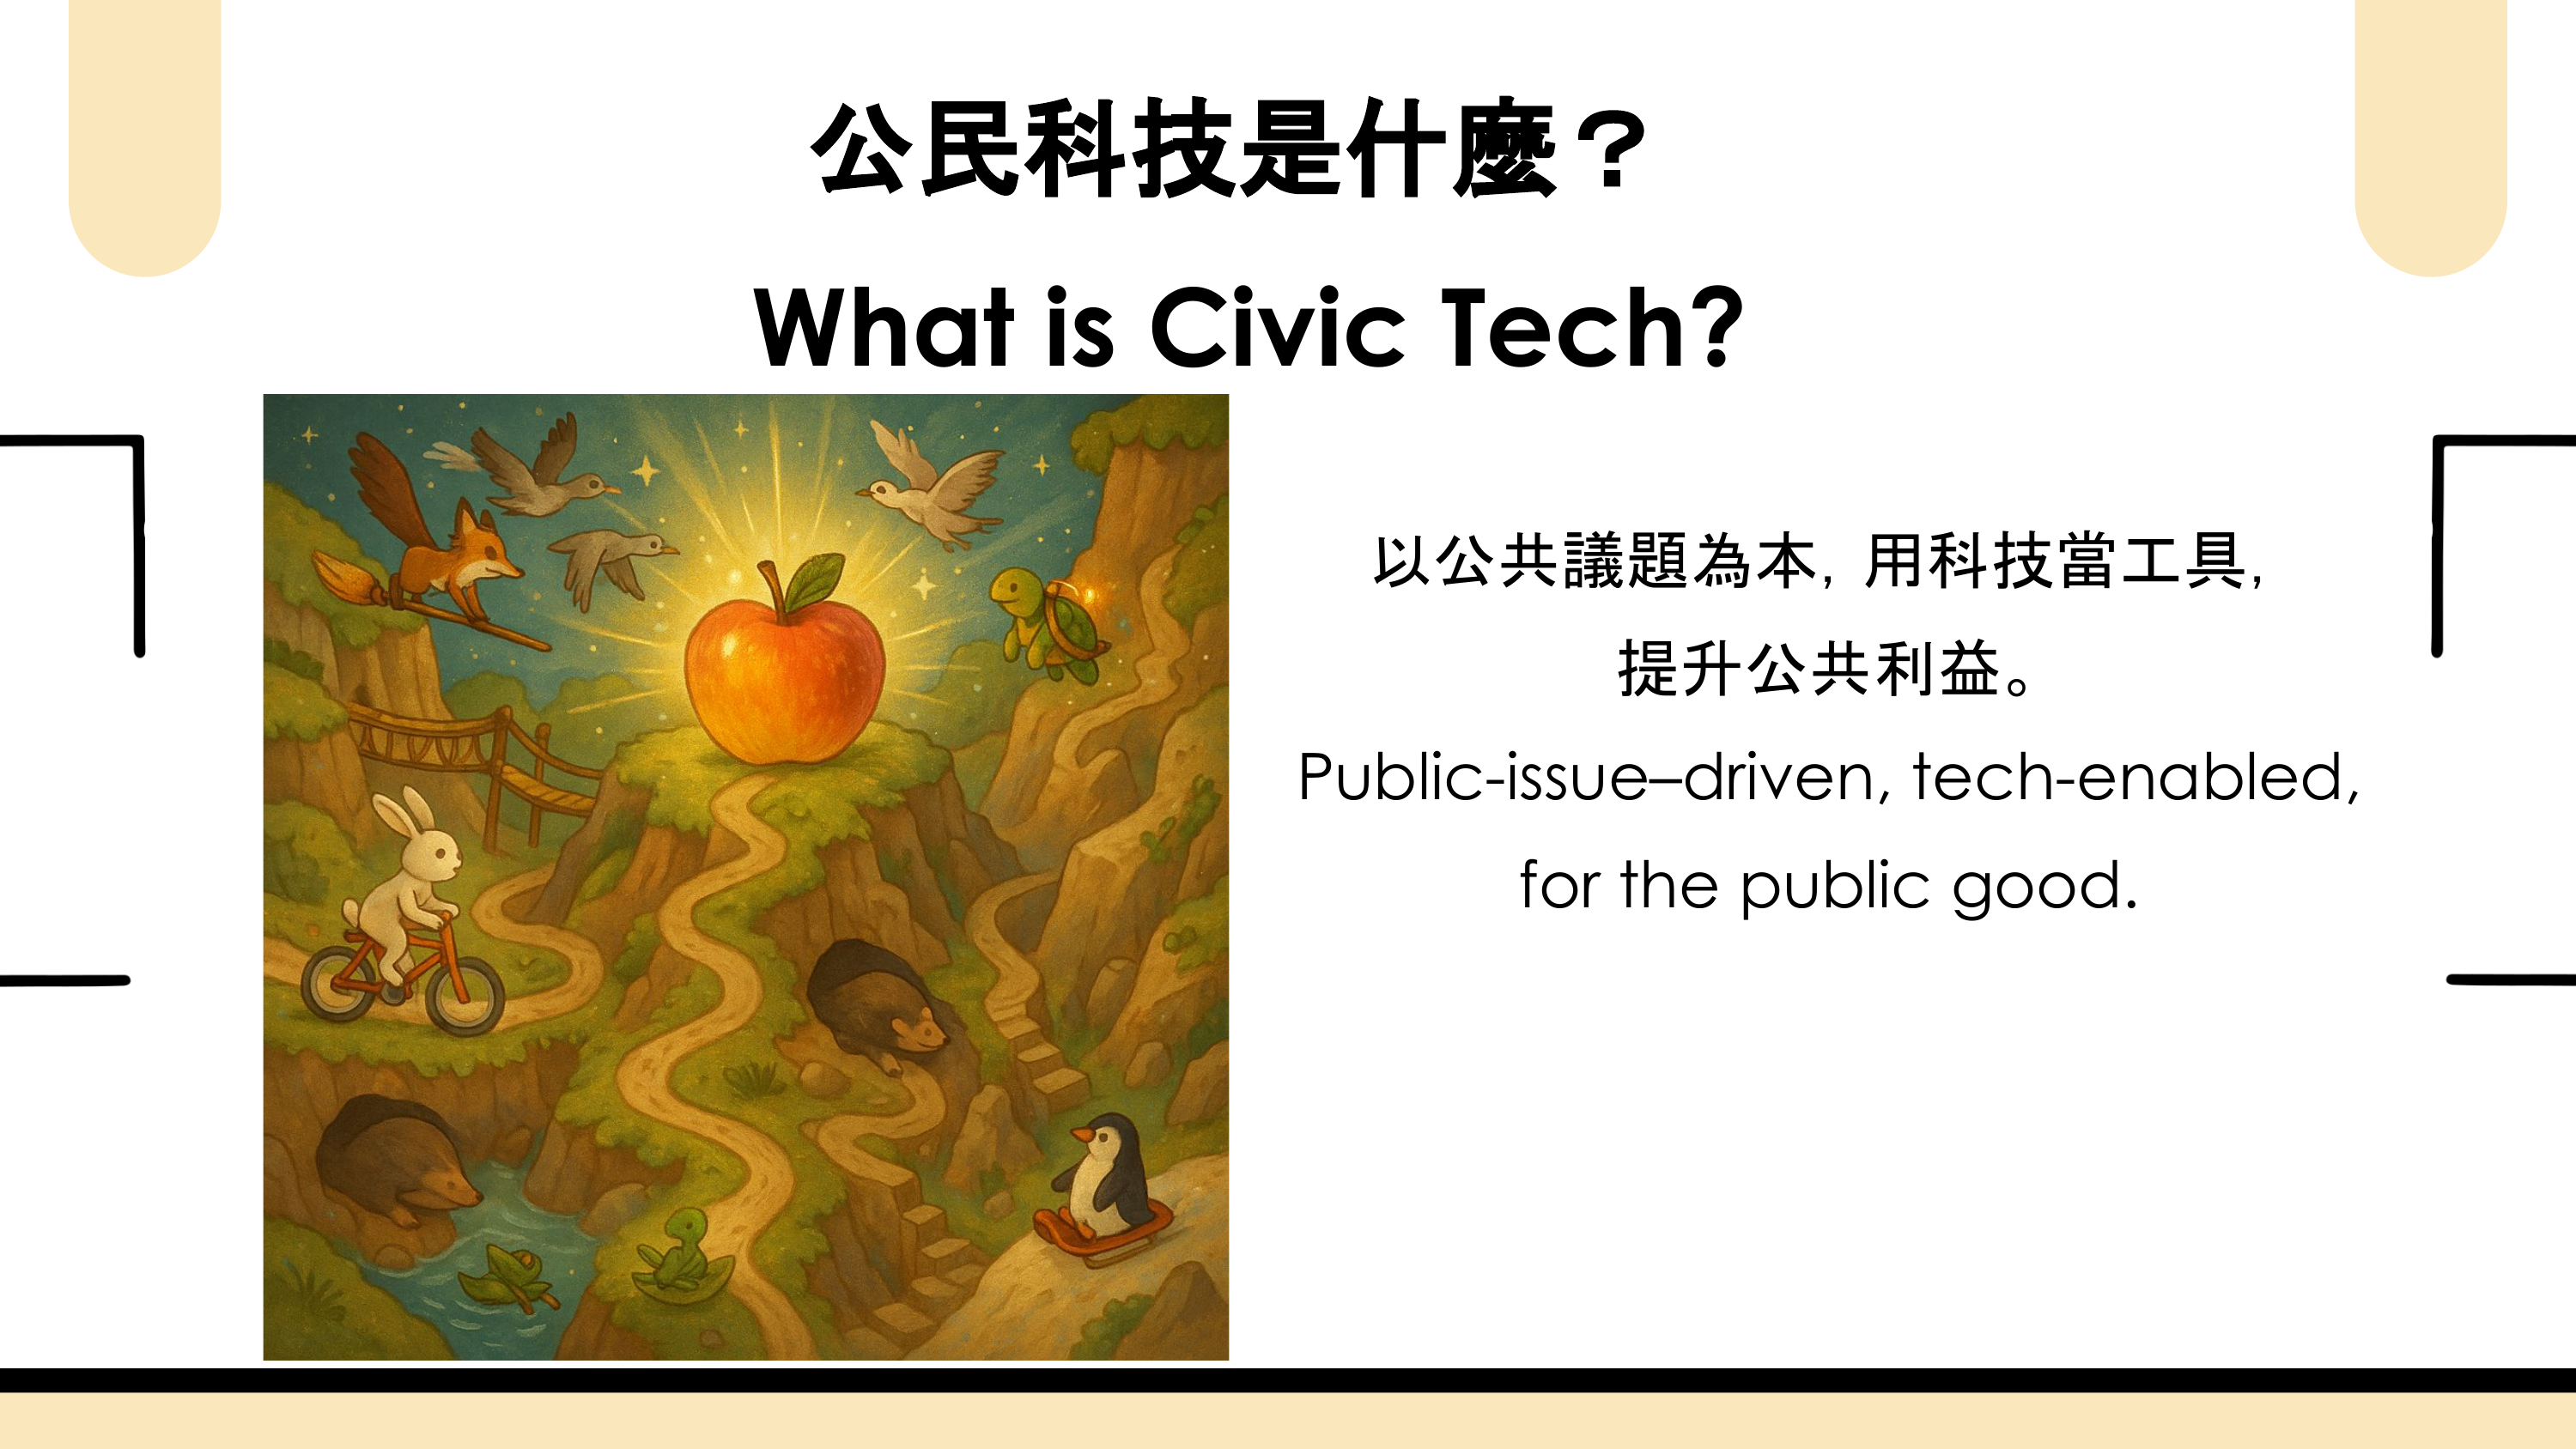 公民科技是什麼？
What is Civic Tech?
以公共議題為本，用科技當工具，
提升公共利益。
Public-issue–driven, tech-enabled,
for the public good.